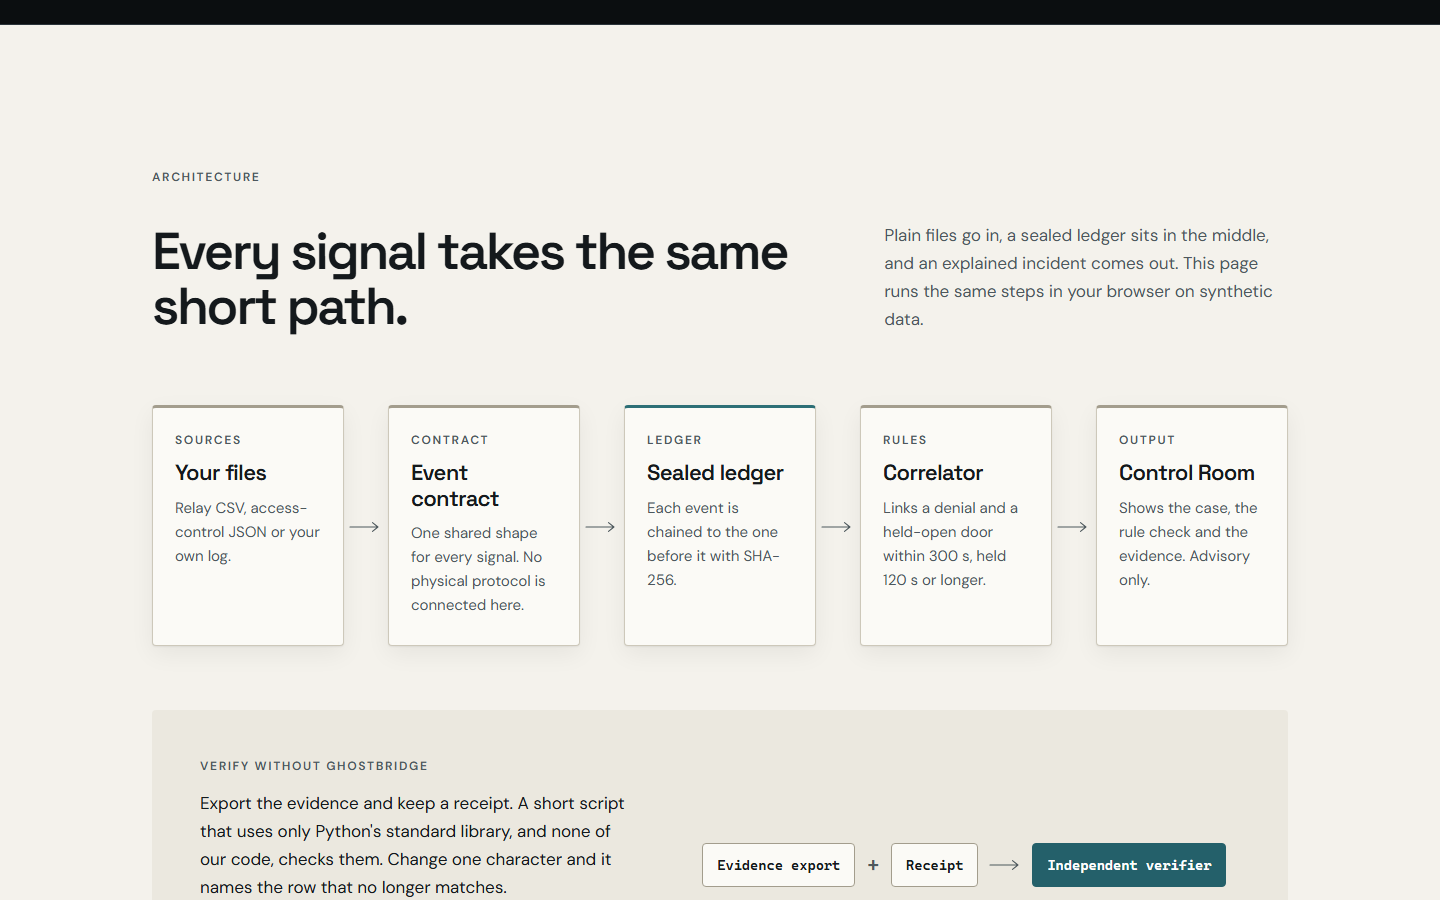 ARCHITECTURE
Every signal takes the same
short path.
Plain files go in, a sealed ledger sits in the middle,
and an explained incident comes out. This page
runs the same steps in your browser on synthetic
data.
SOURCES
Your files
Relay CSV, access-
control JSON or your
own log.
CONTRACT
Event
contract
One shared shape
for every signal. No
physical protocol is
connected here.
LEDGER
Sealed ledger
Each event is
chained to the one
before it with SHA-
256.
RULES
Correlator
Links a denial and a
held-open door
within 300 s, held
120 s or longer.
OUTPUT
Control Room
Shows the case, the
rule check and the
evidence. Advisory
only.
VERIFY WITHOUT GHOSTBRIDGE
Export the evidence and keep a receipt. A short script
that uses only Python's standard library, and none of
our code, checks them. Change one character and it
names the row that no longer matches.
Evidence export + Receipt → Independent verifier